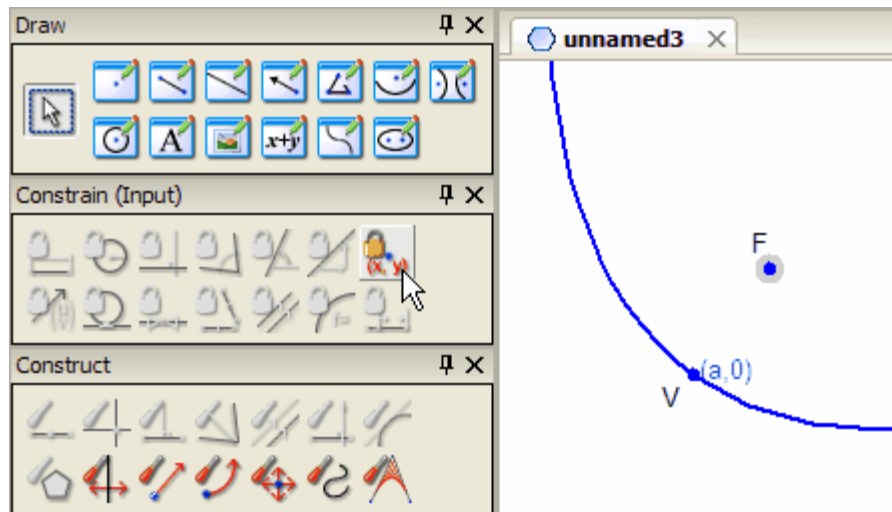 Draw
unnamed3
A
x+y
Constrain (Input)
(x, y)
F
(a,0)
V
Construct